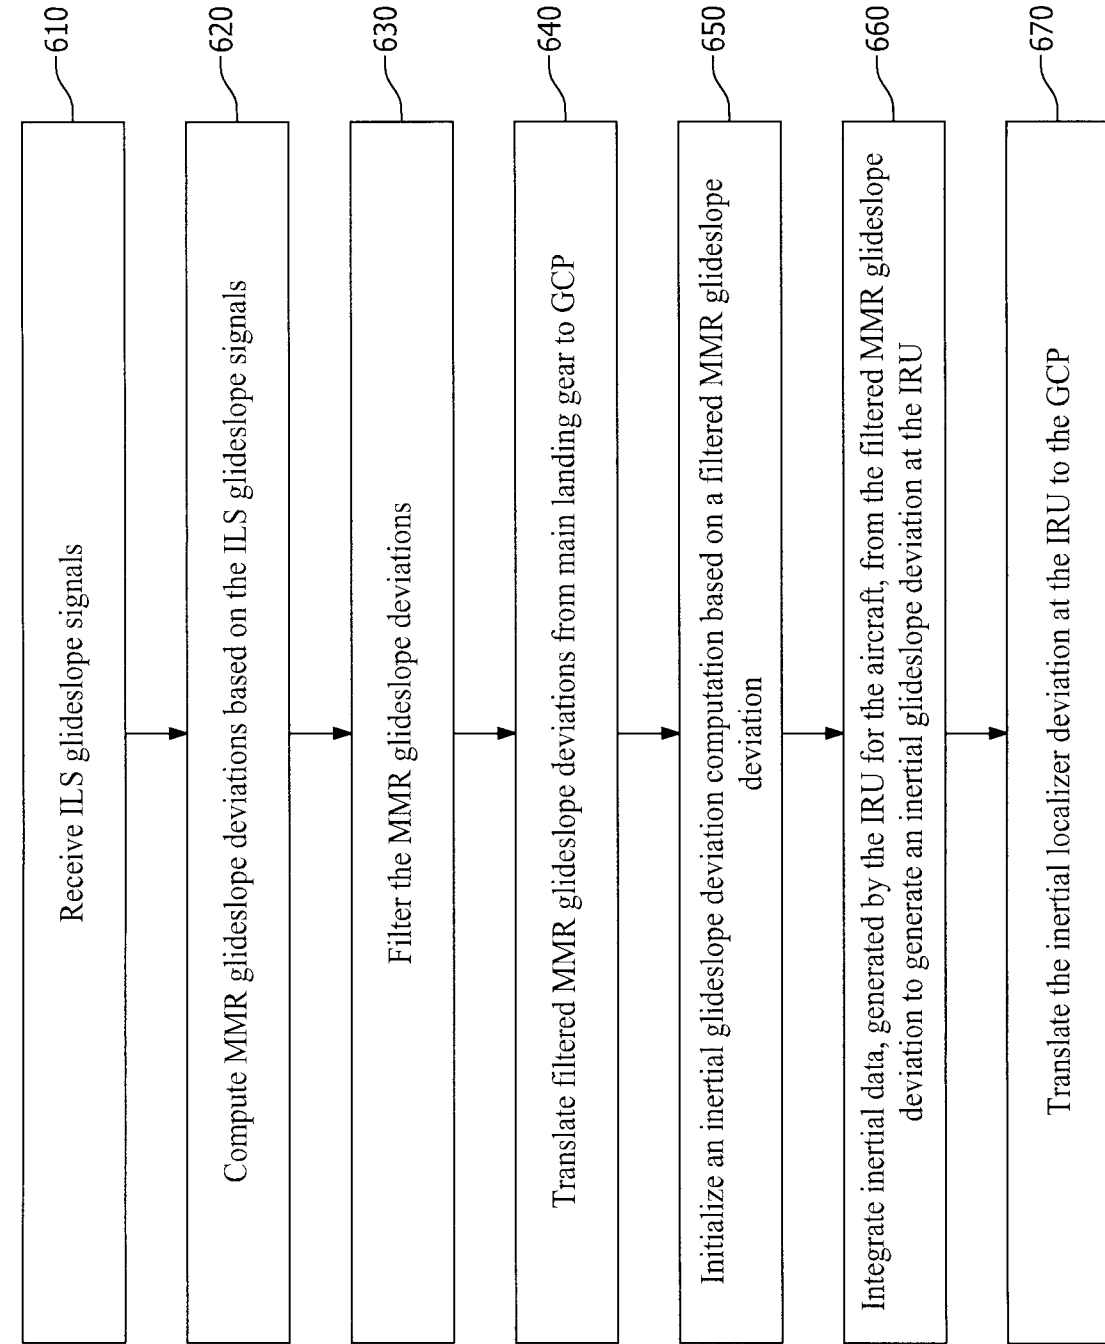 Receive ILS glideslope signals
610
Compute MMR glideslope deviations based on the ILS glideslope signals
620
Filter the MMR glideslope deviations
630
Translate filtered MMR glideslope deviations from main landing gear to GCP
640
Initialize an inertial glideslope deviation computation based on a filtered MMR glideslope
deviation
650
Integrate inertial data, generated by the IRU for the aircraft, from the filtered MMR glideslope
deviation to generate an inertial glideslope deviation at the IRU
660
Translate the inertial localizer deviation at the IRU to the GCP
670